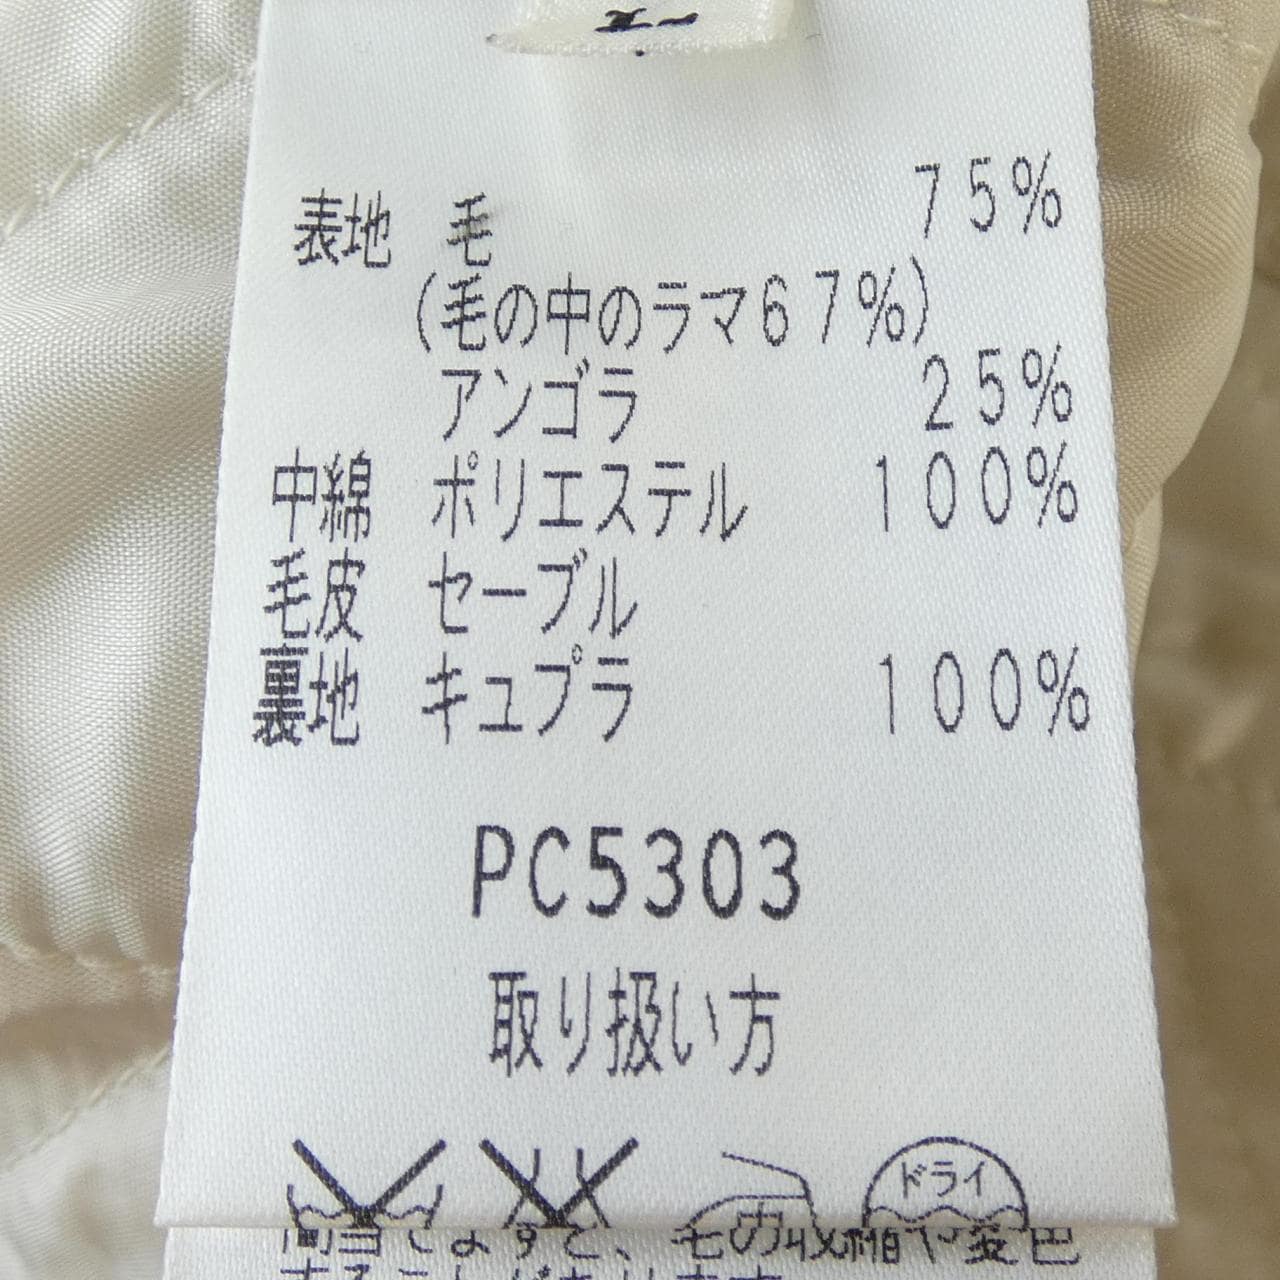 表地 毛 75%
(毛の中のラマ67%)
アンゴラ 25%
中綿 ポリエステル 100%
毛皮 セーブル
裏地 キュプラ 100%
PC5303
取り扱い方
中 ドライ